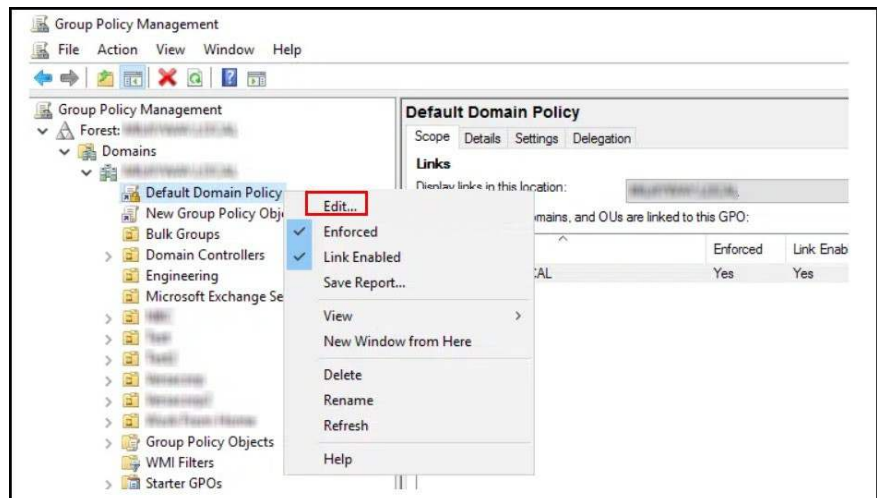 Group Policy Management
File Action View Window Help
Group Policy Management
Forest:
Domains
Default Domain Policy
New Group Policy Obj
Bulk Groups
Domain Controllers
Engineering
Microsoft Exchange Se
Group Policy Objects
WMI Filters
Starter GPOs
Edit...
Enforced
Link Enabled
Save Report...
View
New Window from Here
Delete
Rename
Refresh
Help
Default Domain Policy
Scope Details Settings Delegation
Links
Display links in this location:
omains, and OUs are linked to this GPO:
Enforced Link Enab
CAL Yes Yes